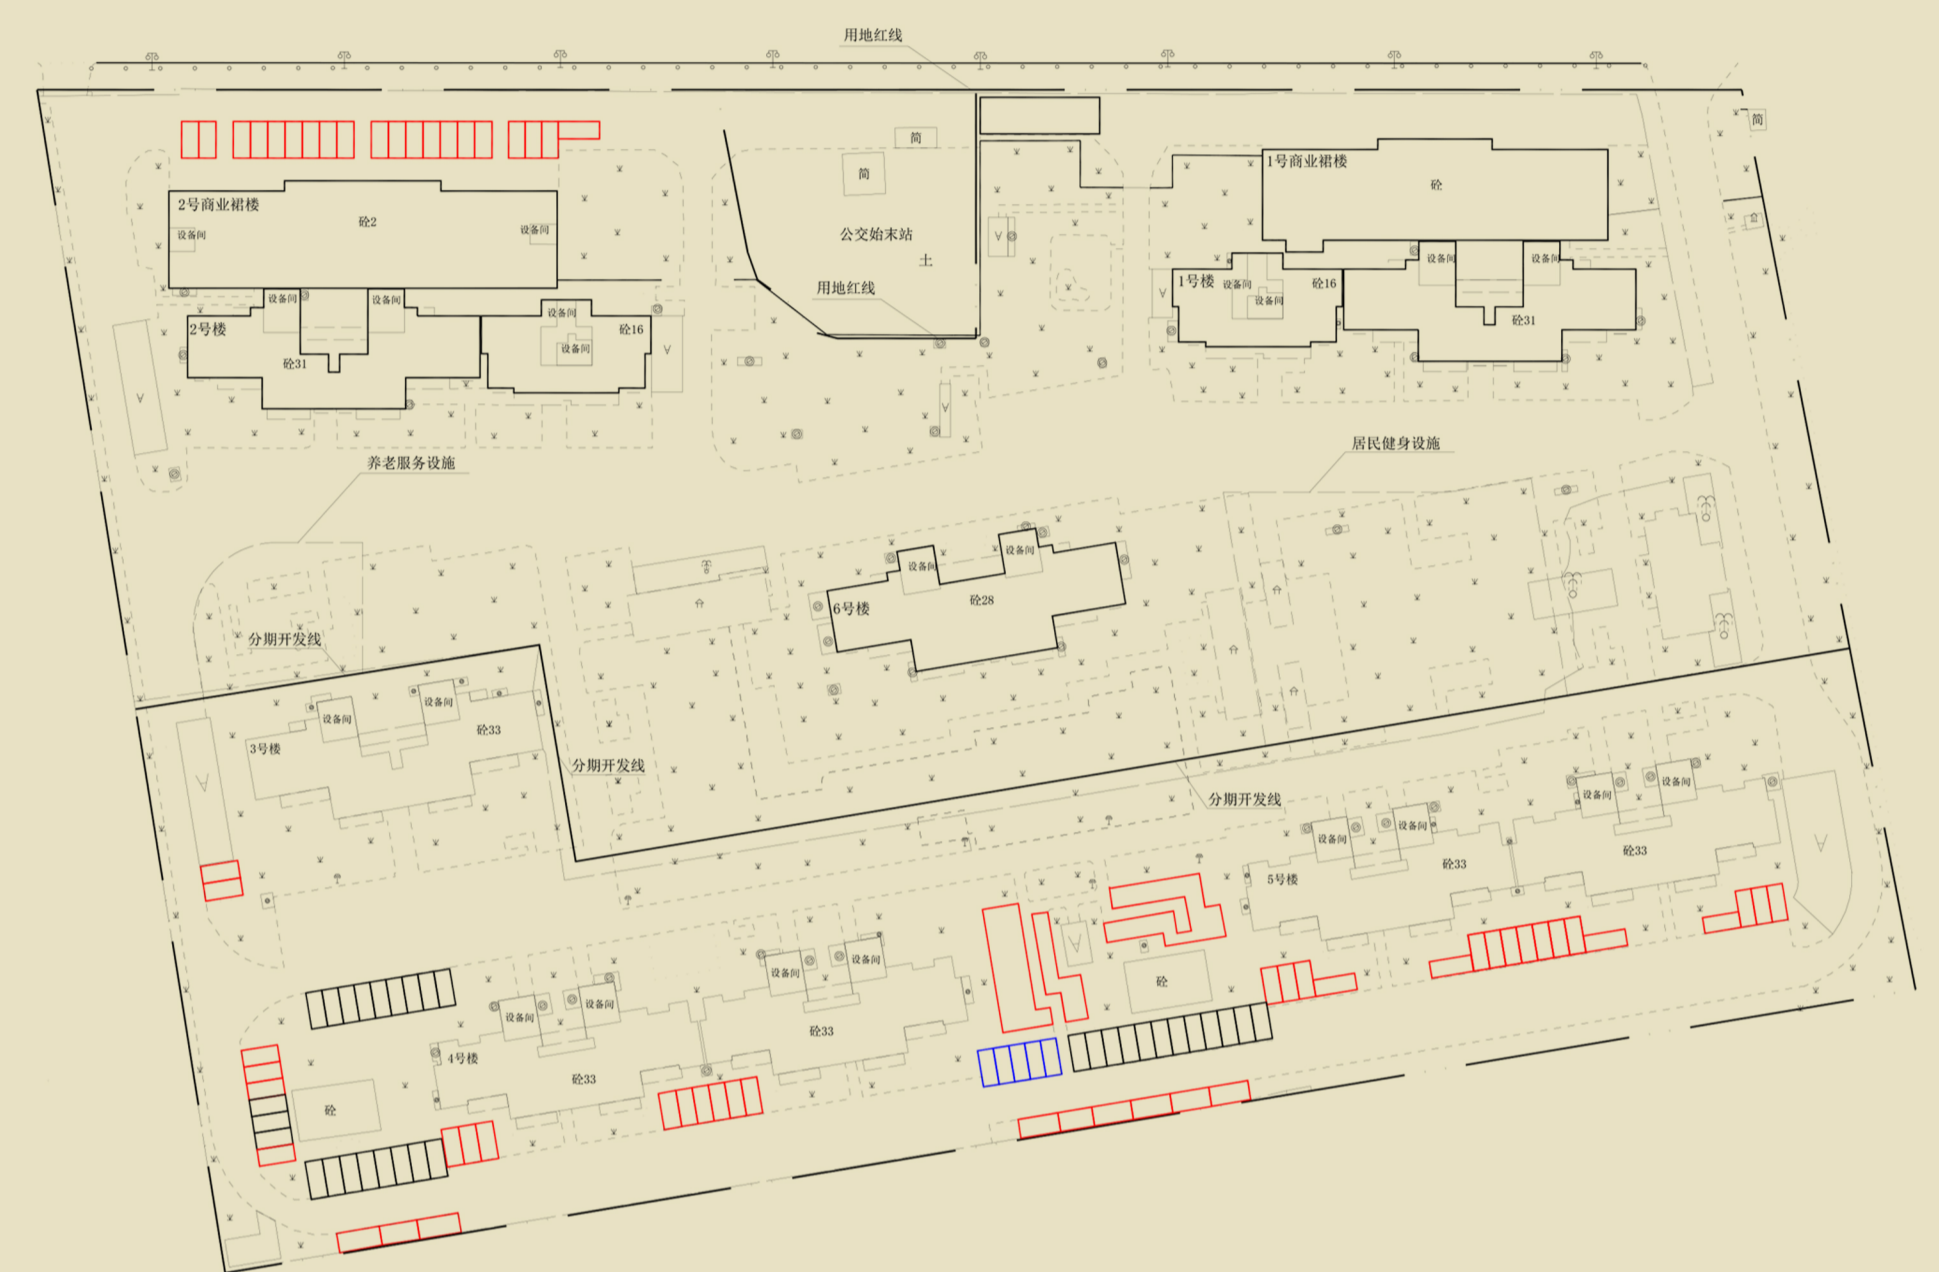 用地红线
简
简
1号商业裙楼
2号商业裙楼
砼
砼2
设备间
设备间
公交始末站
土
设备间
设备间
1号楼
设备间
砼16
用地红线
设备间
设备间
设备间
设备间
砼31
2号楼
砼16
设备间
砼31
居民健身设施
养老服务设施
设备间
设备间
砼28
6号楼
分期开发线
设备间
设备间
砼33
3号楼
分期开发线
分期开发线
设备间
设备间
设备间
设备间
砼33
砼33
5号楼
设备间
设备间
砼
设备间
设备间
砼33
4号楼
砼33
砼